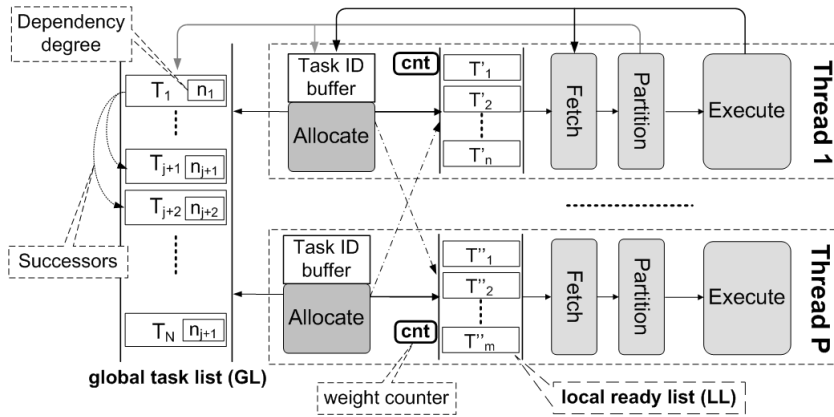 Dependency
degree
T1 n1
Tj+1 nj+1
Tj+2 nj+2
Successors
TN nj+1
global task list (GL)
Task ID
buffer
Allocate
cnt
T'1
T'2
T'n
Fetch
Partition
Execute
Thread 1
Task ID
buffer
Allocate
cnt
T''1
T''2
T''m
Fetch
Partition
Execute
Thread P
weight counter
local ready list (LL)